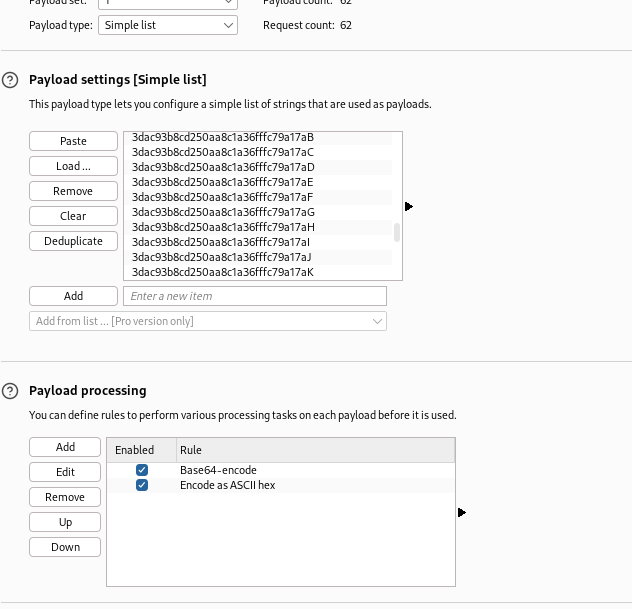 Payload set: 1 Payload count: 62
Payload type: Simple list Request count: 62
Payload settings [Simple list]
This payload type lets you configure a simple list of strings that are used as payloads.
Paste
Load ...
Remove
Clear
Deduplicate
3dac93b8cd250aa8c1a36fffc79a17aB
3dac93b8cd250aa8c1a36fffc79a17aC
3dac93b8cd250aa8c1a36fffc79a17aD
3dac93b8cd250aa8c1a36fffc79a17aE
3dac93b8cd250aa8c1a36fffc79a17aF
3dac93b8cd250aa8c1a36fffc79a17aG
3dac93b8cd250aa8c1a36fffc79a17aH
3dac93b8cd250aa8c1a36fffc79a17aI
3dac93b8cd250aa8c1a36fffc79a17aJ
3dac93b8cd250aa8c1a36fffc79a17aK
Add Enter a new item
Add from list ... [Pro version only]
Payload processing
You can define rules to perform various processing tasks on each payload before it is used.
Add
Edit
Remove
Up
Down
Enabled Rule
Base64-encode
Encode as ASCII hex